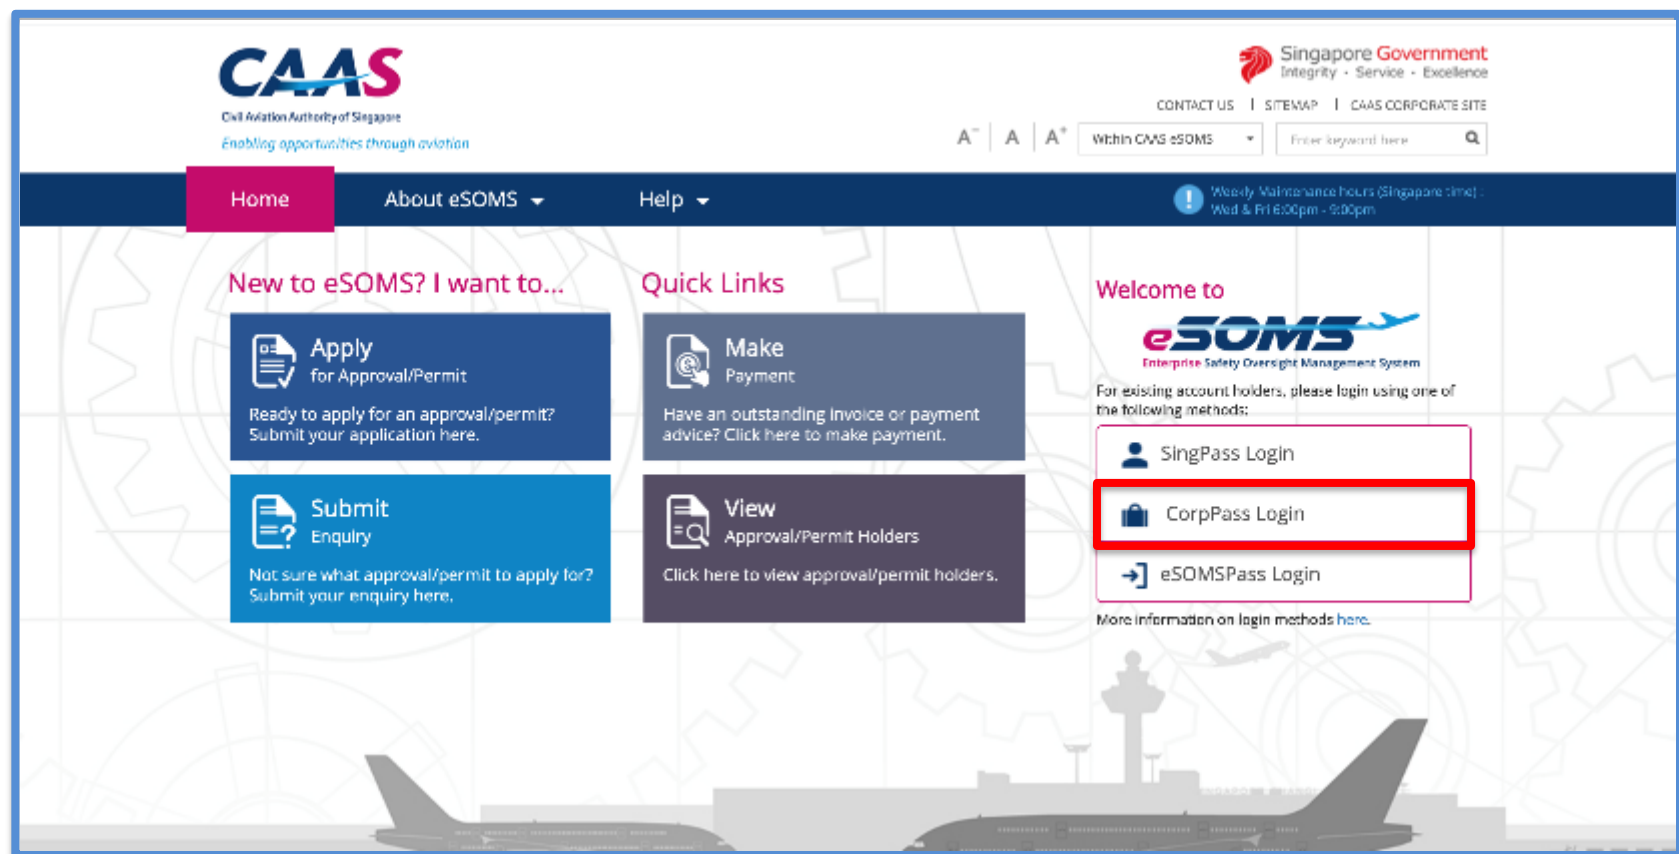 CAAS
Civil Aviation Authority of Singapore
Enabling opportunities through aviation
Singapore Government
Integrity · Service · Excellence
CONTACT US | SITEMAP | CAAS CORPORATE SITE
A- | A | A+
Within CAAS eSOMS
Enter keyword here
Home
About eSOMS
Help
Weekly Maintenance hours (Singapore time) :
Wed & Fri 6:00pm - 9:00pm
New to eSOMS? I want to...
Apply
for Approval/Permit
Ready to apply for an approval/permit?
Submit your application here.
Submit
Enquiry
Not sure what approval/permit to apply for?
Submit your enquiry here.
Quick Links
Make
Payment
Have an outstanding invoice or payment
advice? Click here to make payment.
View
Approval/Permit Holders
Click here to view approval/permit holders.
Welcome to
eSOMS
Enterprise Safety Oversight Management System
For existing account holders, please login using one of
the following methods:
SingPass Login
CorpPass Login
eSOMSPass Login
More information on login methods here.